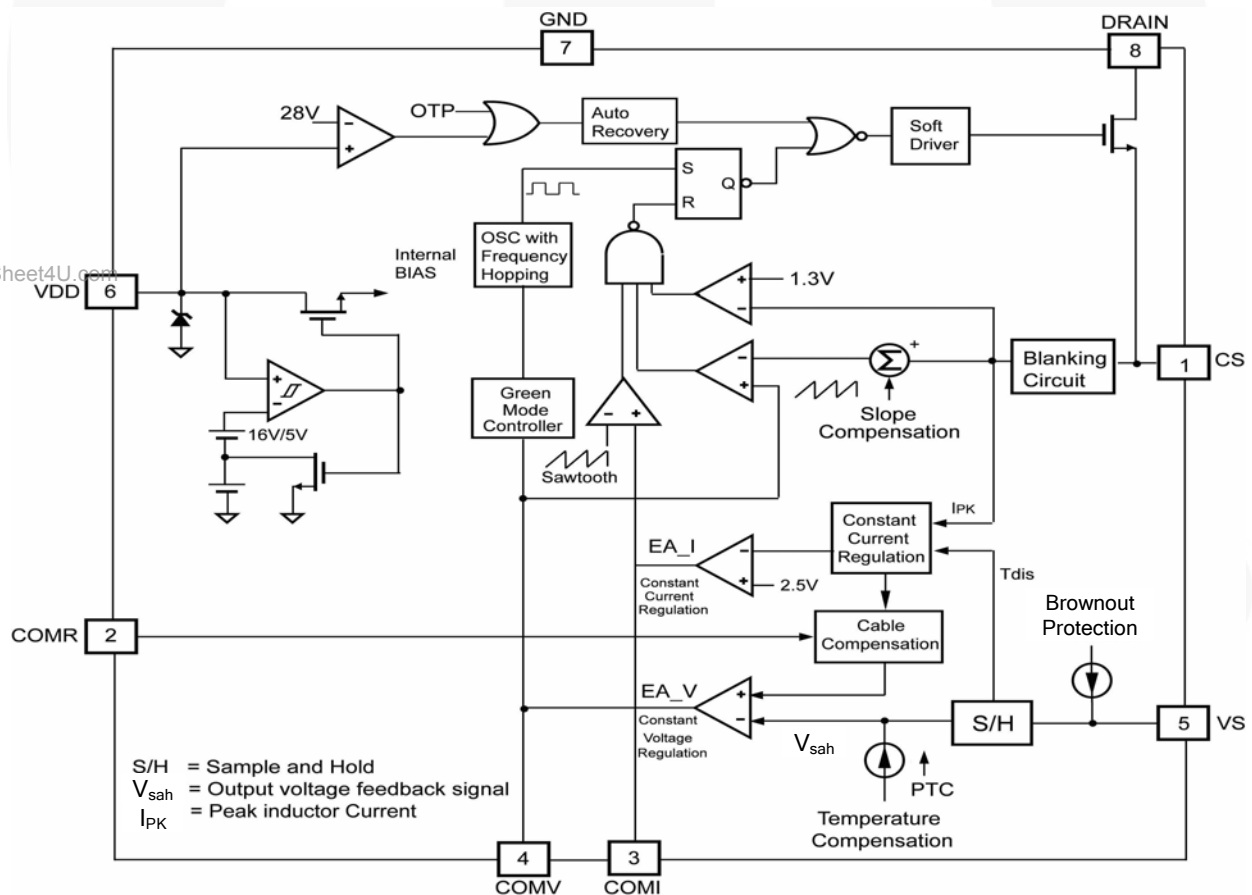 GND
7
DRAIN
8
28V
OTP
Auto
Recovery
Soft
Driver
S
Q
R
OSC with
Frequency
Hopping
Internal
BIAS
heet4U.com
VDD
6
1.3V
16V/5V
Green
Mode
Controller
Σ
+
Slope
Compensation
Blanking
Circuit
1
CS
Sawtooth
Constant
Current
Regulation
IPK
Tdis
EA_I
Constant
Current
Regulation
2.5V
Cable
Compensation
COMR
2
Brownout
Protection
EA_V
Constant
Voltage
Regulation
Vsah
S/H
5
VS
PTC
Temperature
Compensation
S/H = Sample and Hold
Vsah = Output voltage feedback signal
IPK = Peak inductor Current
4
COMV
3
COMI